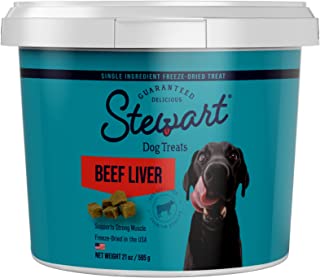 SINGLE INGREDIENT FREEZE-DRIED TREAT
GUARANTEED
DELICIOUS
Stewart®
Dog Treats
BEEF LIVER
Supports Strong Muscle
Freeze-Dried in the USA
NET WEIGHT 21 oz / 595 g